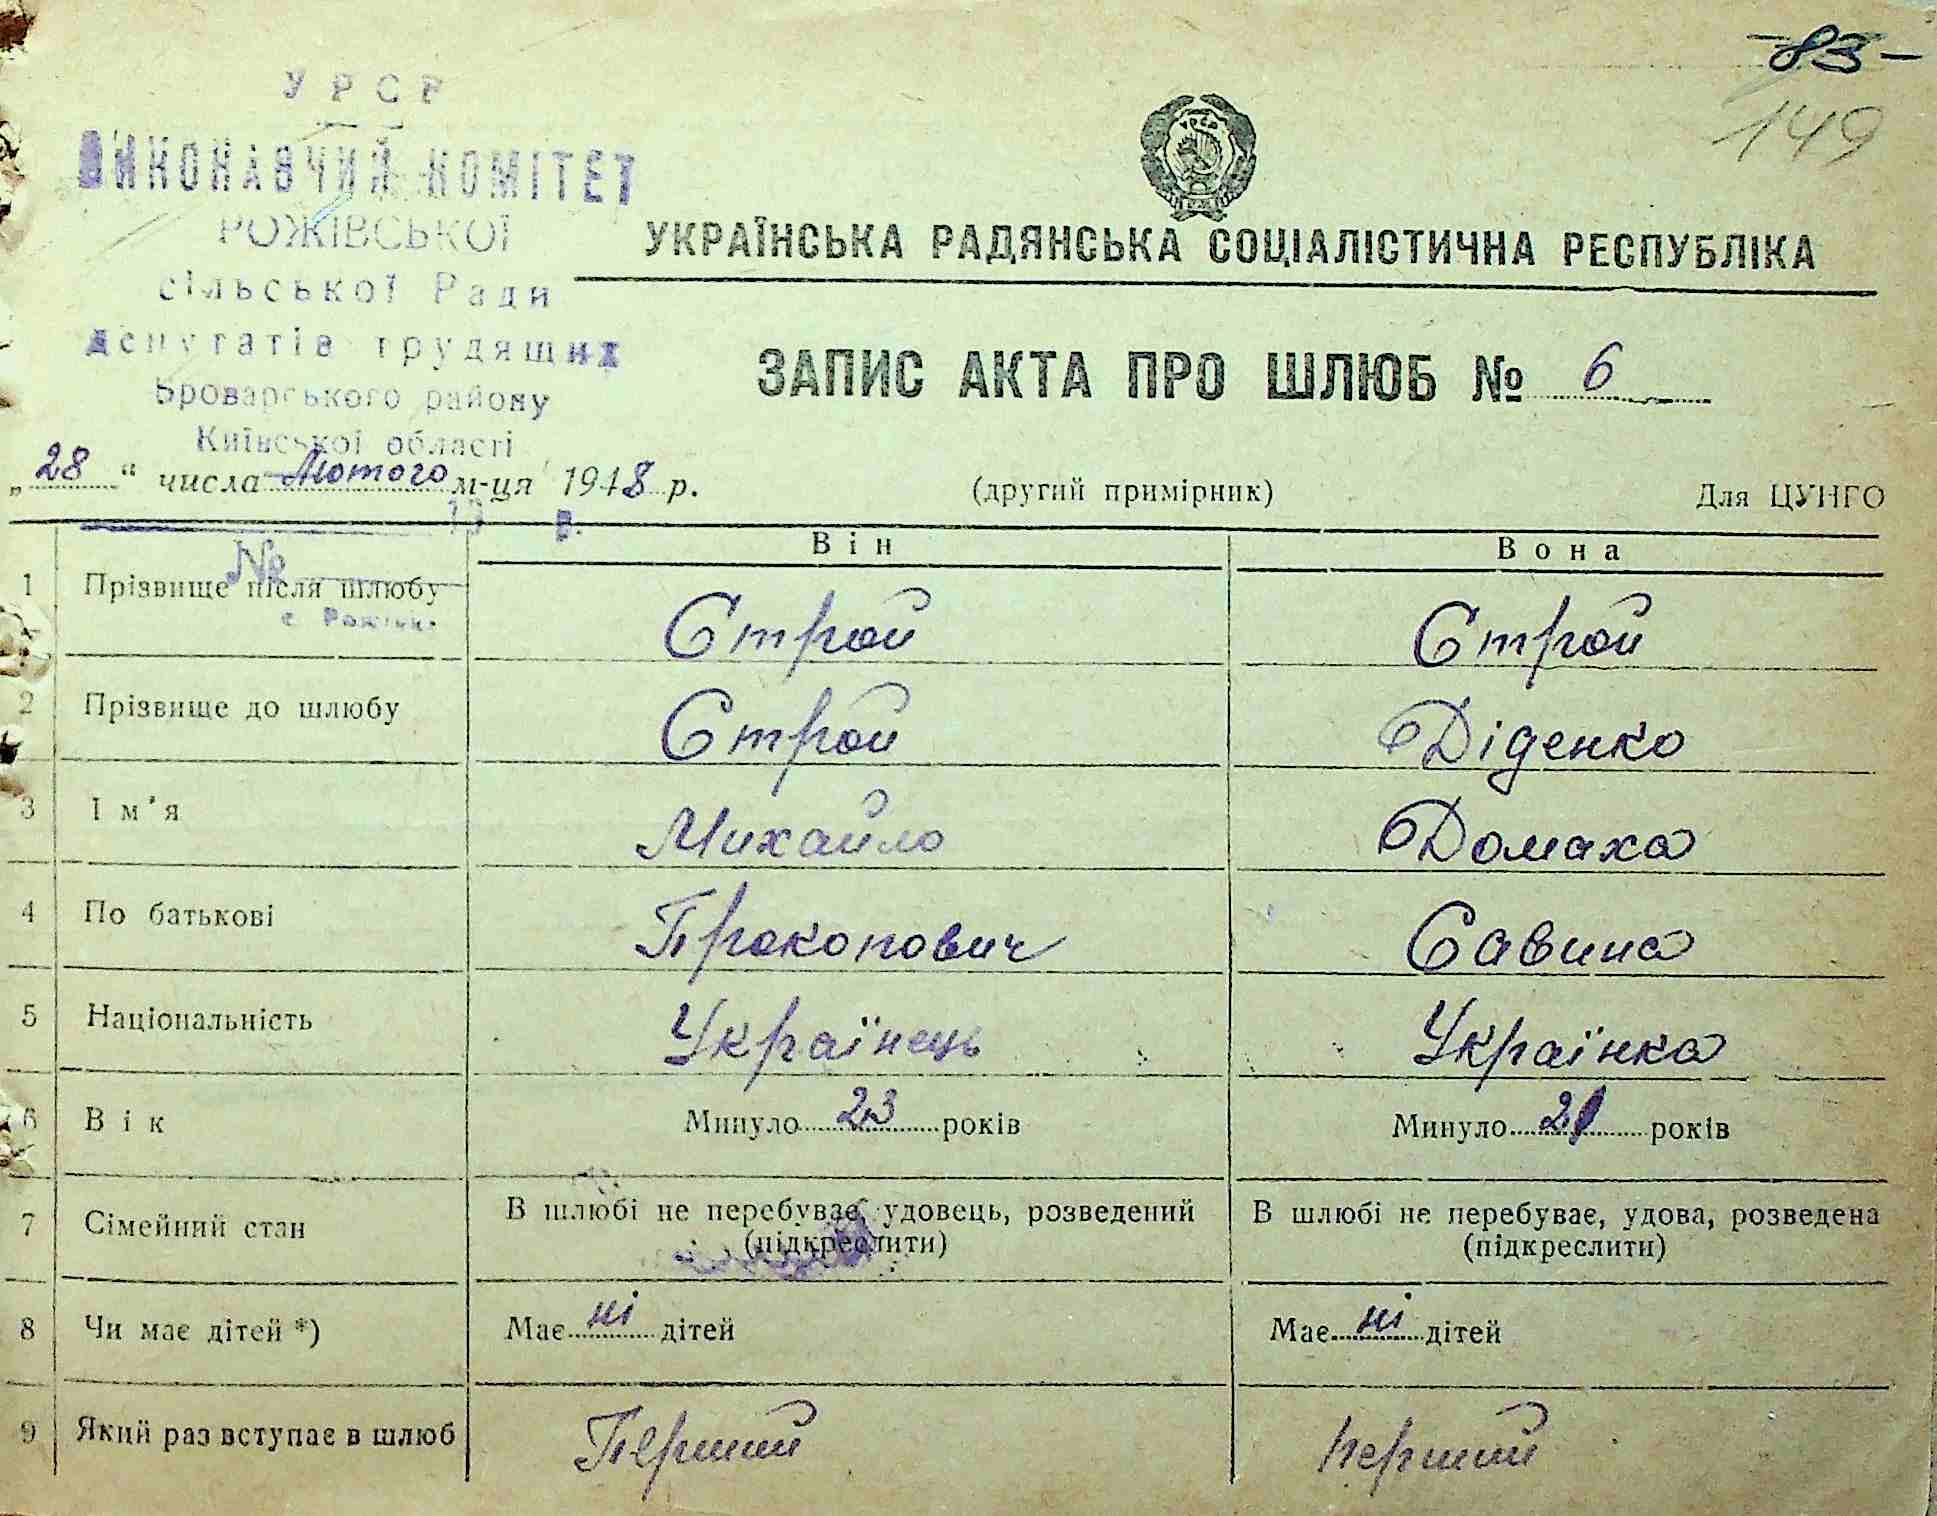 -83-
149
УРСР
ВИКОНАВЧИЙ КОМІТЕТ
РОЖІВСЬКОЇ
сільської Ради
депутатів трудящих
Броварського району
Київської області
УКРАЇНСЬКА РАДЯНСЬКА СОЦІАЛІСТИЧНА РЕСПУБЛІКА
ЗАПИС АКТА ПРО ШЛЮБ № 6
„28“ числа Лютого м-ця 1948 р. (другий примірник) Для ЦУНГО
19 р.
№
Він Вона
1 Прізвище після шлюбу Строй Строй
2 Прізвище до шлюбу Строй Діденко
3 Ім'я Михайло Домаха
4 По батькові Прокопович Савина
5 Національність Українець Українка
6 Вік Минуло 23 років Минуло 21 років
7 Сімейний стан В шлюбі не перебуває, удовець, розведений В шлюбі не перебуває, удова, розведена
(підкреслити) (підкреслити)
8 Чи має дітей *) Має ні дітей Має ні дітей
9 Який раз вступає в шлюб Перший перший